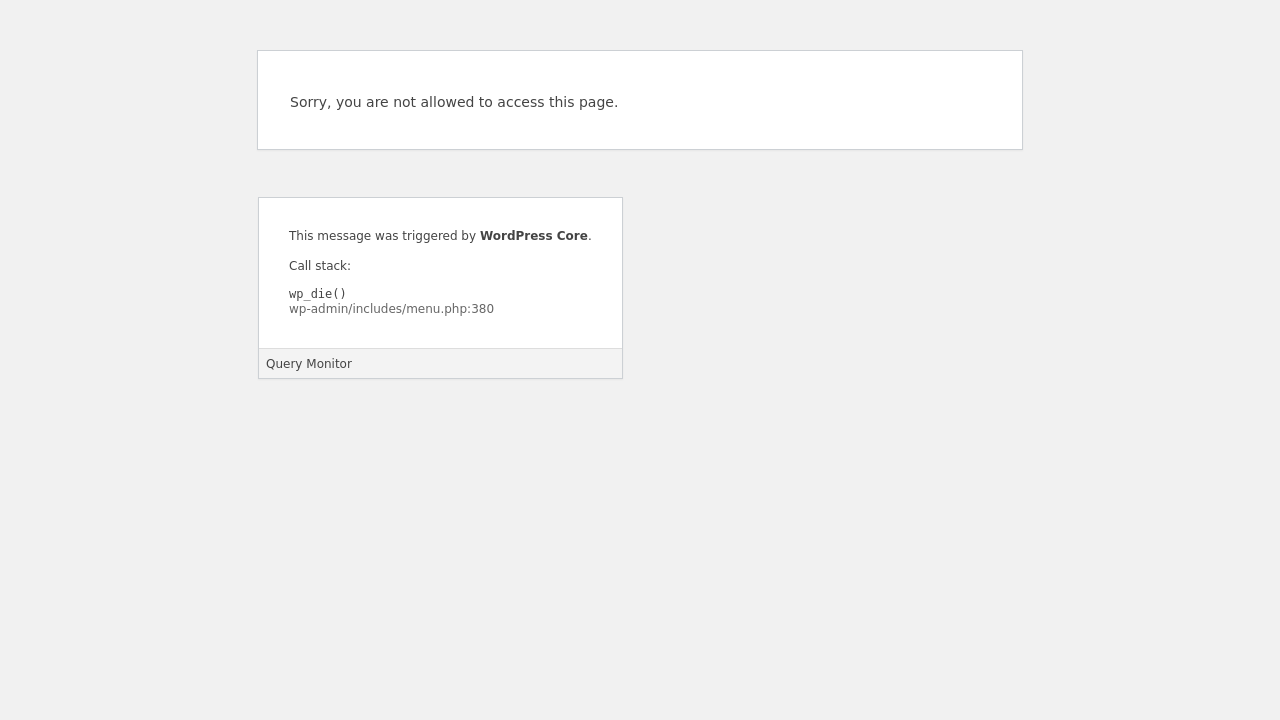 Sorry, you are not allowed to access this page.
This message was triggered by WordPress Core.
Call stack:
wp_die()
wp-admin/includes/menu.php:380
Query Monitor